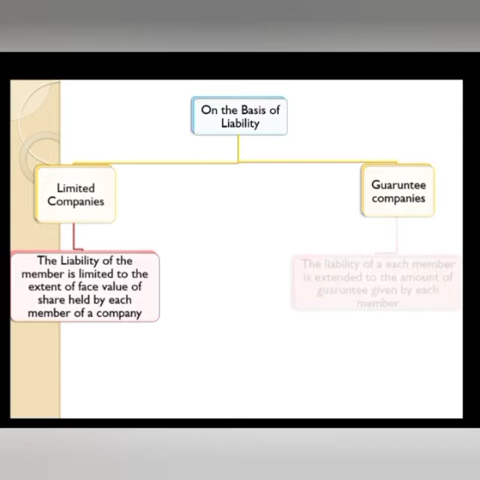 On the Basis of
Liability
Limited
Companies
Garuntee
companies
The Liability of the
member is limited to the
extent of face value of
share held by each
member of a company
The liability of a each member
is extended to the amount of
guaruntee given by each
member